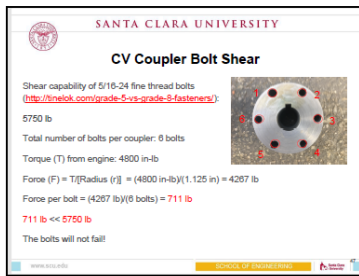 SANTA CLARA UNIVERSITY
CV Coupler Bolt Shear
Shear capability of 5/16-24 fine thread bolts
(http://tinelok.com/grade-5-vs-grade-8-fasteners/):
5750 lb
Total number of bolts per coupler: 6 bolts
Torque (T) from engine: 4800 in-lb
Force (F) = T/[Radius (r)] = (4800 in-lb)/(1.125 in) = 4267 lb
Force per bolt = (4267 lb)/(6 bolts) = 711 lb
711 lb << 5750 lb
The bolts will not fail!
1
2
3
4
5
6
www.scu.edu
SCHOOL OF ENGINEERING